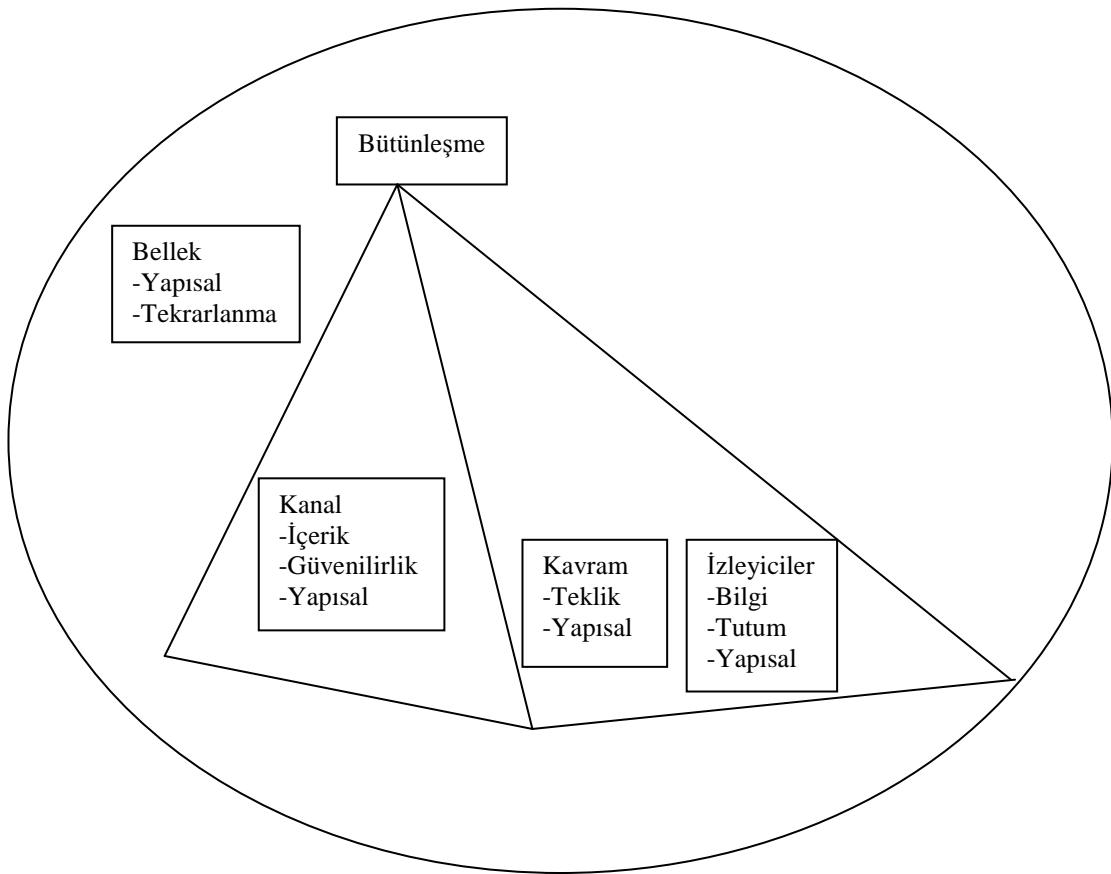 Bütünleşme
Bellek
-Yapısal
-Tekrarlanma
Kanal
-İçerik
-Güvenilirlik
-Yapısal
Kavram
-Teklik
-Yapısal
İzleyiciler
-Bilgi
-Tutum
-Yapısal